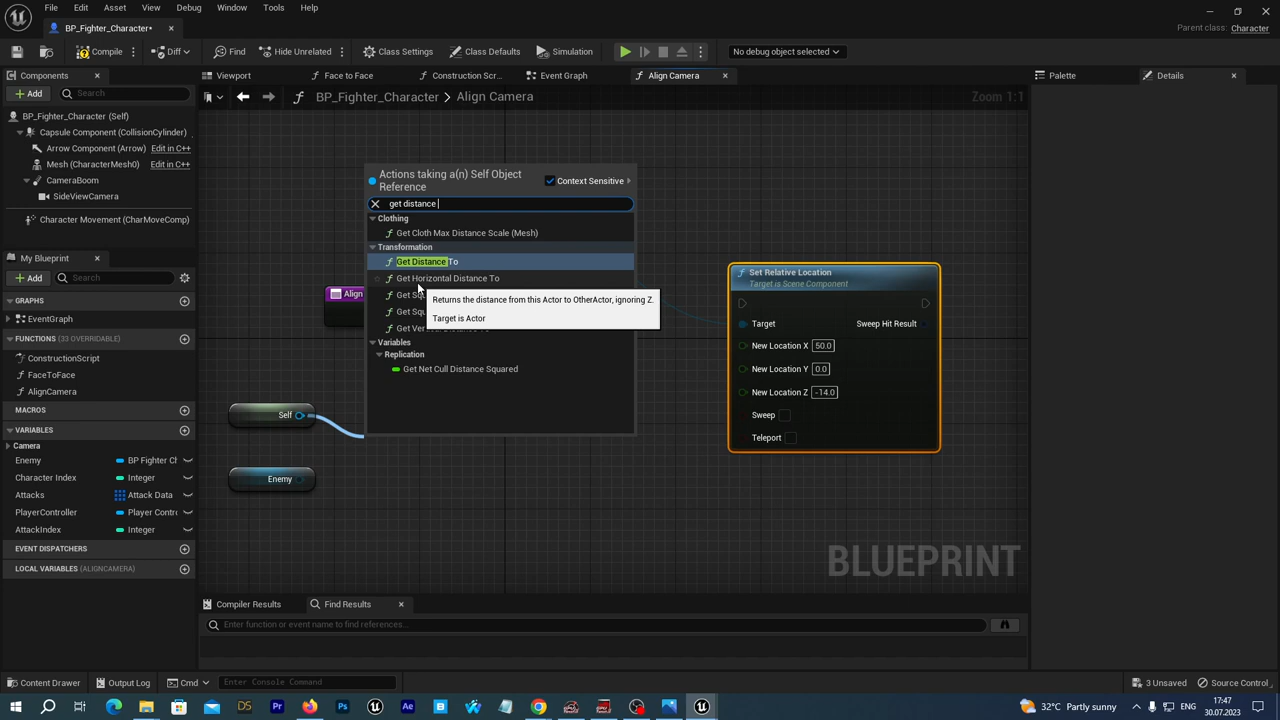 File Edit Asset View Debug Window Tools Help
BP_Fighter_Character*
Parent class: Character
Compile Diff Find Hide Unrelated Class Settings Class Defaults Simulation No debug object selected
Components Viewport Face to Face Construction Scr... Event Graph Align Camera Palette Details
Add Search
BP_Fighter_Character > Align Camera Zoom 1:1
BP_Fighter_Character (Self)
Capsule Component (CollisionCylinder)
Arrow Component (Arrow) Edit in C++
Mesh (CharacterMesh0) Edit in C++
CameraBoom
SideViewCamera
Character Movement (CharMoveComp)
My Blueprint
Add Search
GRAPHS
EventGraph
FUNCTIONS (33 OVERRIDABLE)
ConstructionScript
FaceToFace
AlignCamera
MACROS
VARIABLES
Camera
Enemy BP Fighter Ch
Character Index Integer
Attacks Attack Data
PlayerController Player Contro
AttackIndex Integer
EVENT DISPATCHERS
LOCAL VARIABLES (ALIGNCAMERA)
Actions taking a(n) Self Object
Reference
Context Sensitive
get distance
Clothing
Get Cloth Max Distance Scale (Mesh)
Transformation
Get Distance To
Get Horizontal Distance To
Returns the distance from this Actor to OtherActor, ignoring Z.
Target is Actor
Variables
Replication
Get Net Cull Distance Squared
Align
Self
Enemy
Set Relative Location
Target is Scene Component
Target Sweep Hit Result
New Location X 50.0
New Location Y 0.0
New Location Z -14.0
Sweep
Teleport
BLUEPRINT
Compiler Results Find Results
Enter function or event name to find references...
Content Drawer Output Log Cmd Enter Console Command 3 Unsaved Source Control
32°C Partly sunny 17:47
30.07.2023